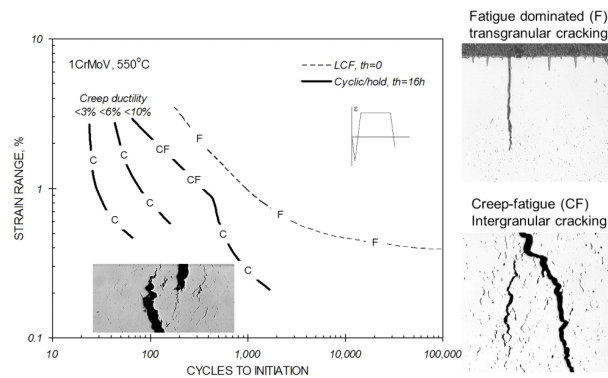 Fatigue dominated (F)
transgranular cracking
10
1CrMoV, 550°C
LCF, th=0
Cyclic/hold, th=16h
Creep ductility
<3% <6% <10%
ε
F
C
C
CF
CF
1
STRAIN RANGE, %
C
C
C
F
F
C
Creep-fatigue (CF)
Intergranular cracking
0.1
10
100
1,000
10,000
100,000
CYCLES TO INITIATION